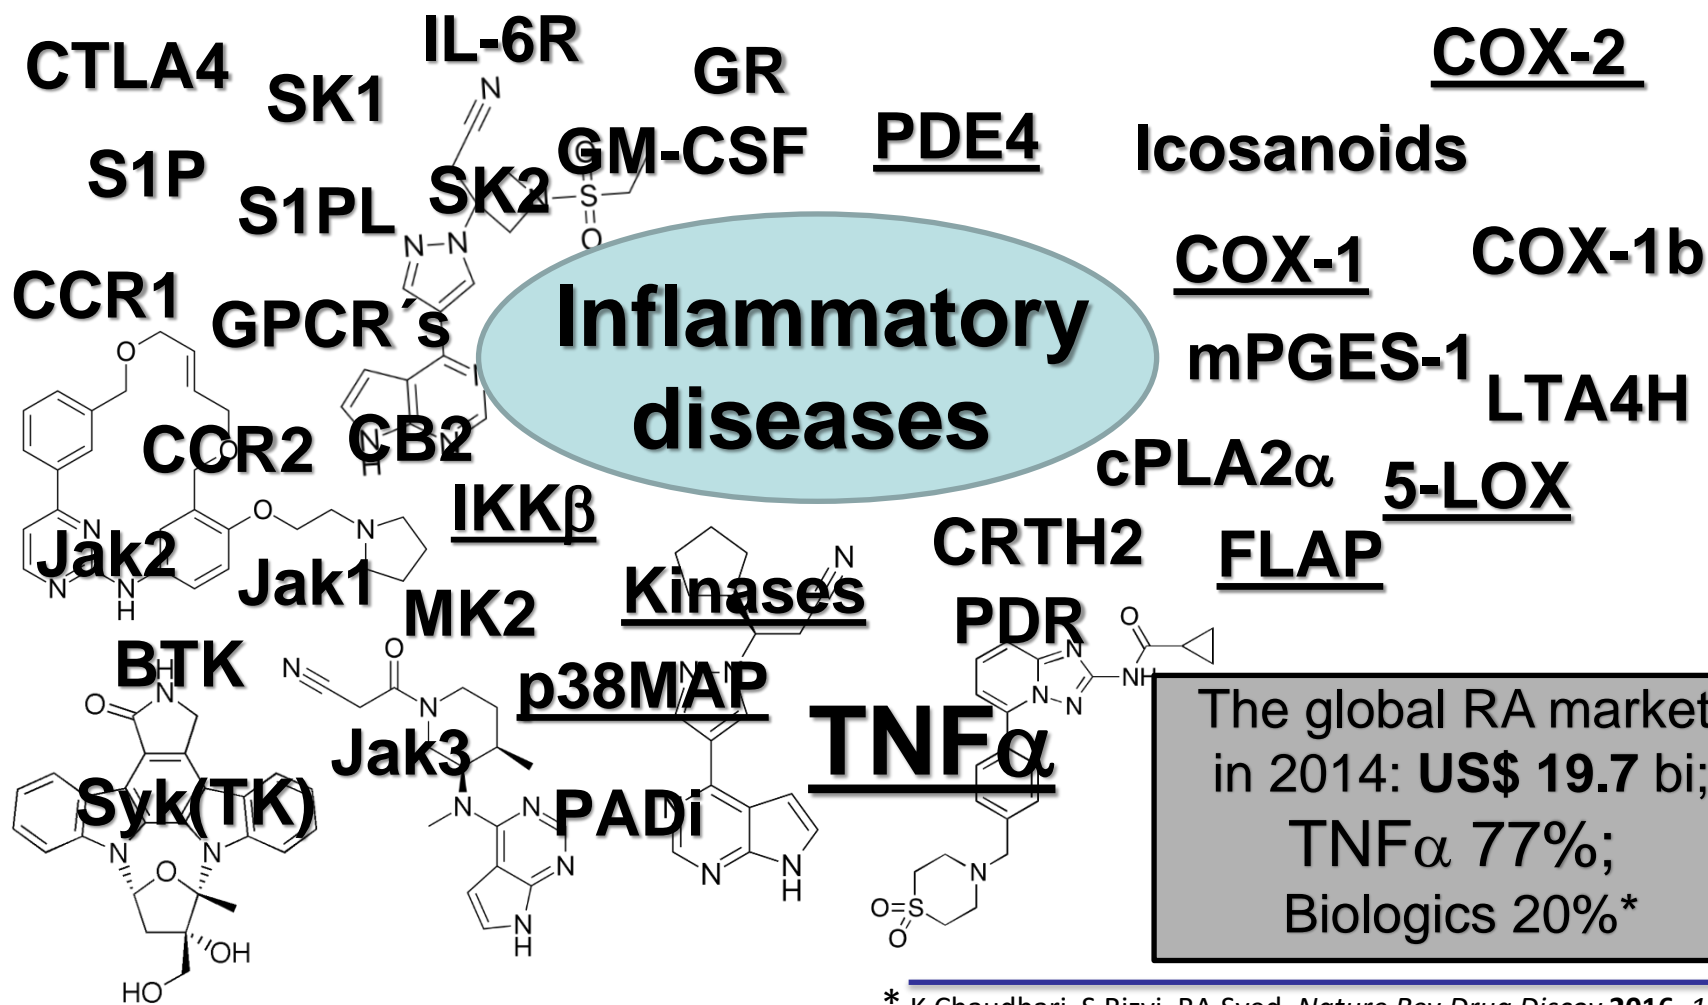 IL-6R
COX-2
CTLA4
GR
SK1
PDE4
GM-CSF
Icosanoids
S1P
SK2
S1PL
COX-1
COX-1b
CCR1
GPCR´s
Inflammatory
diseases
mPGES-1
LTA4H
CCR2
CB2
cPLA2α
5-LOX
IKKβ
CRTH2
FLAP
Jak2
Jak1
Kinases
MK2
PDR
BTK
p38MAP
TNFα
Jak3
Syk(TK)
PADi
The global RA market
in 2014: US$ 19.7 bi;
TNFα 77%;
Biologics 20%*
N
S
O
N
N
O
O
O
N
N
N
N
H
N
H
N
O
N
H
O
N
N
O
OH
HO
N
O
N
N
N
N
N
H
N
N
N
H
O
N
NH
N
N
N
O
S
O